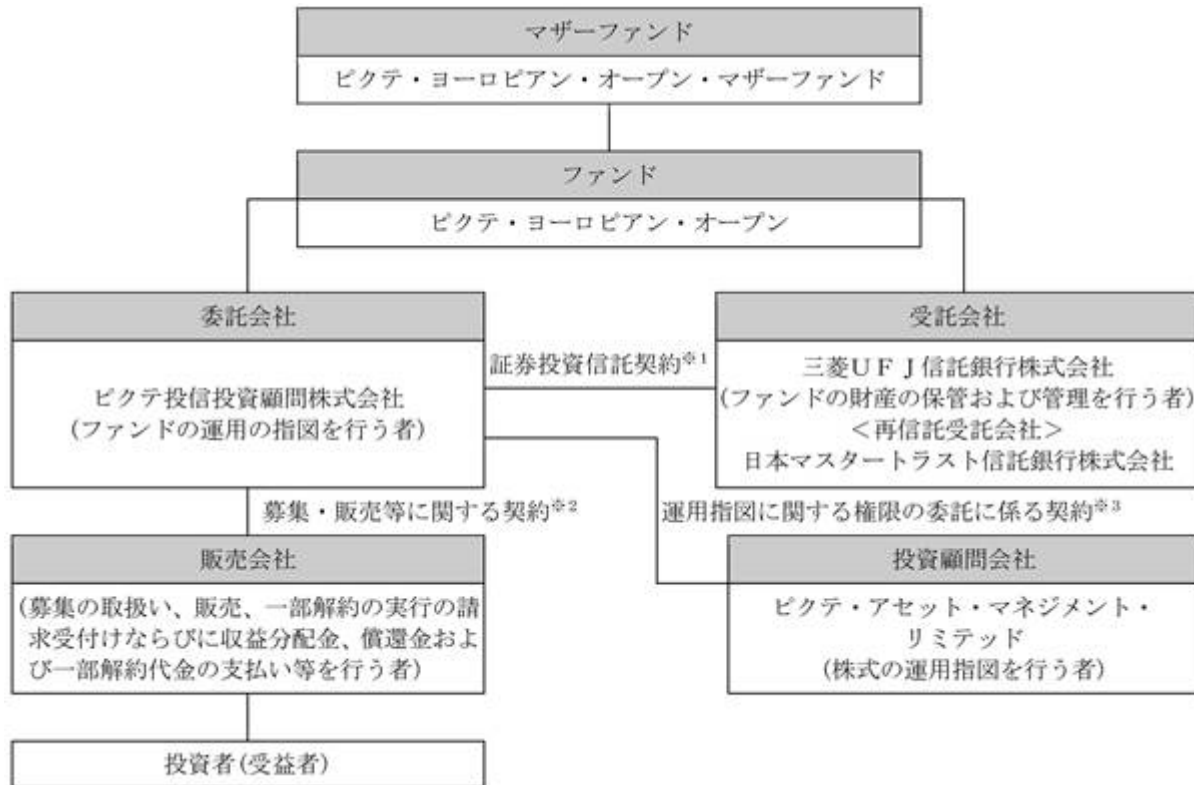 マザーファンド
ピクテ・ヨーロピアン・オープン・マザーファンド
ファンド
ピクテ・ヨーロピアン・オープン
委託会社
ピクテ投信投資顧問株式会社
(ファンドの運用の指図を行う者)
証券投資信託契約※1
受託会社
三菱UFJ信託銀行株式会社
(ファンドの財産の保管および管理を行う者)
<再信託受託会社>
日本マスタートラスト信託銀行株式会社
募集・販売等に関する契約※2
運用指図に関する権限の委託に係る契約※3
販売会社
(募集の取扱い、販売、一部解約の実行の請
求受付けならびに収益分配金、償還金およ
び一部解約代金の支払い等を行う者)
投資顧問会社
ピクテ・アセット・マネジメント・
リミテッド
(株式の運用指図を行う者)
投資者(受益者)